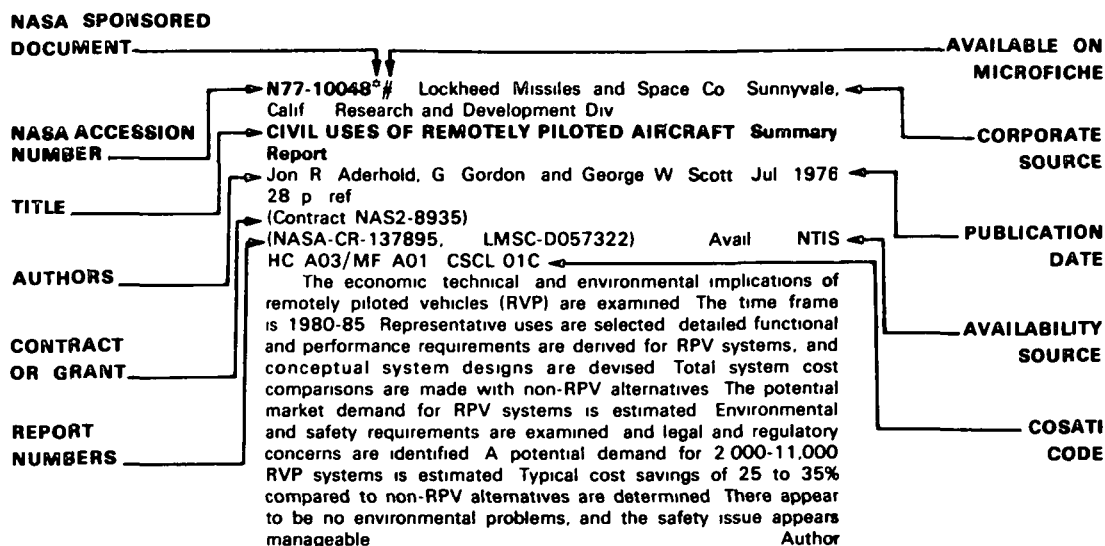 NASA SPONSORED
DOCUMENT
AVAILABLE ON
MICROFICHE
N77-10048*# Lockheed Missiles and Space Co Sunnyvale,
Calif Research and Development Div
NASA ACCESSION
NUMBER
CORPORATE
SOURCE
CIVIL USES OF REMOTELY PILOTED AIRCRAFT Summary
Report
TITLE
Jon R Aderhold, G Gordon and George W Scott Jul 1976
28 p ref
(Contract NAS2-8935)
(NASA-CR-137895, LMSC-D057322) Avail NTIS
HC A03/MF A01 CSCL 01C
PUBLICATION
DATE
AUTHORS
The economic technical and environmental implications of
remotely piloted vehicles (RVP) are examined The time frame
is 1980-85 Representative uses are selected detailed functional
and performance requirements are derived for RPV systems, and
conceptual system designs are devised Total system cost
comparisons are made with non-RPV alternatives The potential
market demand for RPV systems is estimated Environmental
and safety requirements are examined and legal and regulatory
concerns are identified A potential demand for 2 000-11,000
RVP systems is estimated Typical cost savings of 25 to 35%
compared to non-RPV alternatives are determined There appear
to be no environmental problems, and the safety issue appears
manageable Author
CONTRACT
OR GRANT
AVAILABILITY
SOURCE
REPORT
NUMBERS
COSATI
CODE